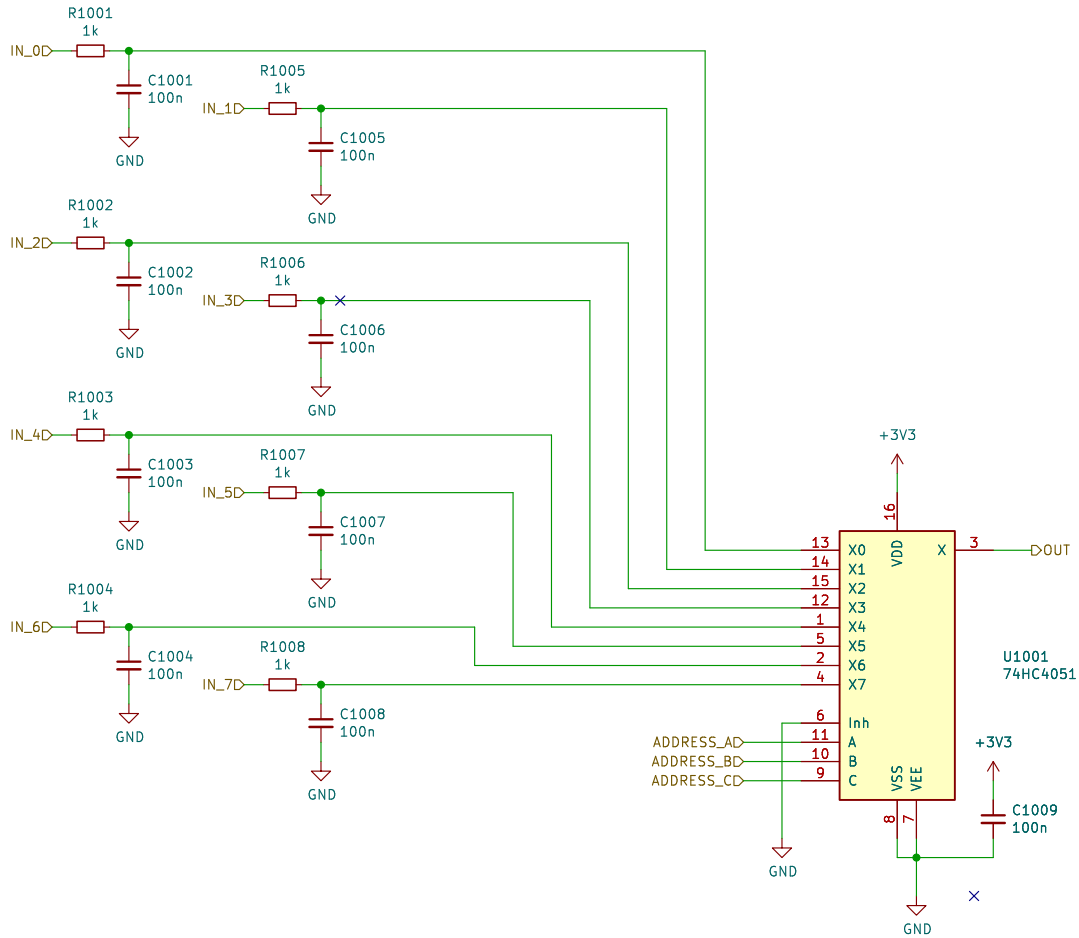 R1001
1k
IN_0
C1001
100n
GND
R1005
1k
IN_1
C1005
100n
GND
R1002
1k
IN_2
C1002
100n
GND
R1006
1k
IN_3
C1006
100n
GND
R1003
1k
IN_4
C1003
100n
GND
R1007
1k
IN_5
C1007
100n
GND
R1004
1k
IN_6
C1004
100n
GND
R1008
1k
IN_7
C1008
100n
GND
+3V3
16
VDD
13 X0
14 X1
15 X2
12 X3
1 X4
5 X5
2 X6
4 X7
6 Inh
ADDRESS_A 11 A
ADDRESS_B 10 B
ADDRESS_C 9 C
X 3 OUT
U1001
74HC4051
VSS
VEE
8
7
GND
+3V3
C1009
100n
GND